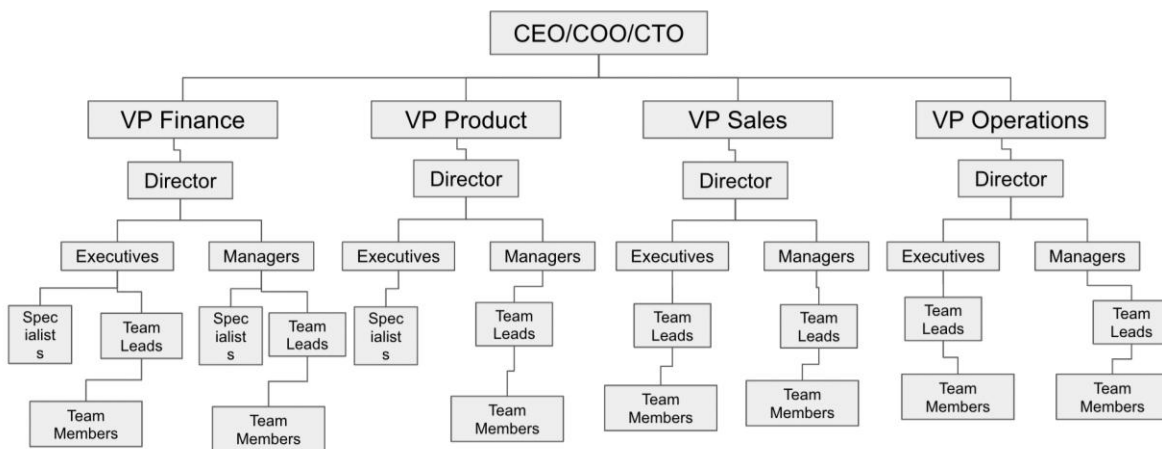 CEO/COO/CTO
VP Finance
VP Product
VP Sales
VP Operations
Director
Director
Director
Director
Executives
Managers
Executives
Managers
Executives
Managers
Executives
Managers
Spec
ialist
s
Team
Leads
Spec
ialist
s
Team
Leads
Spec
ialist
s
Team
Leads
Team
Leads
Team
Leads
Team
Leads
Team
Leads
Team
Members
Team
Members
Team
Members
Team
Members
Team
Members
Team
Members
Team
Members